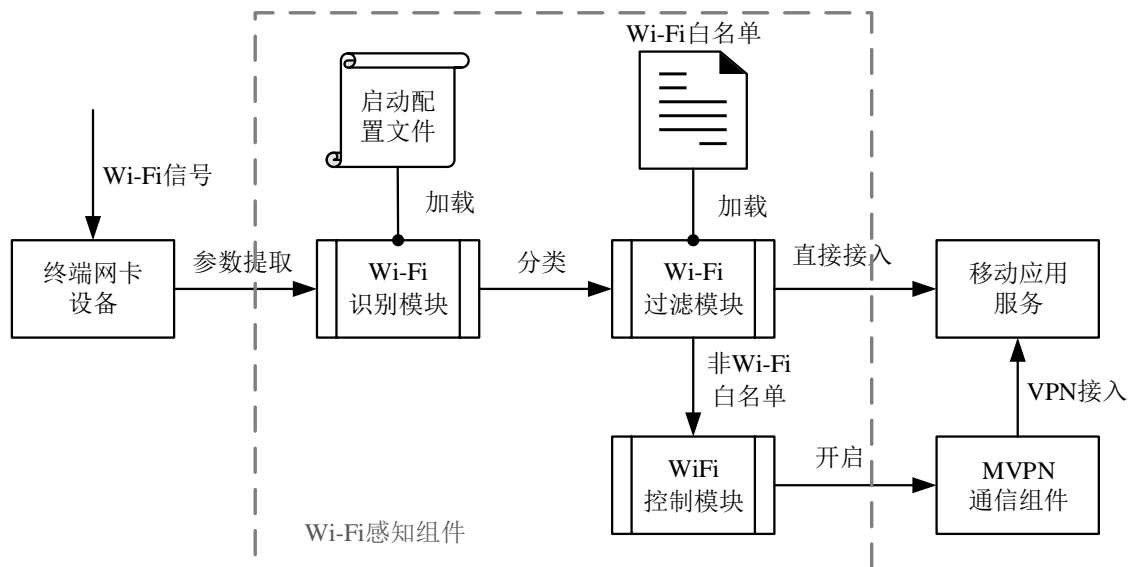 Wi-Fi白名单
启动配
置文件
Wi-Fi信号
加载
加载
终端网卡
设备
参数提取
Wi-Fi
识别模块
分类
Wi-Fi
过滤模块
直接接入
移动应用
服务
非Wi-Fi
白名单
VPN接入
WiFi
控制模块
开启
MVPN
通信组件
Wi-Fi感知组件